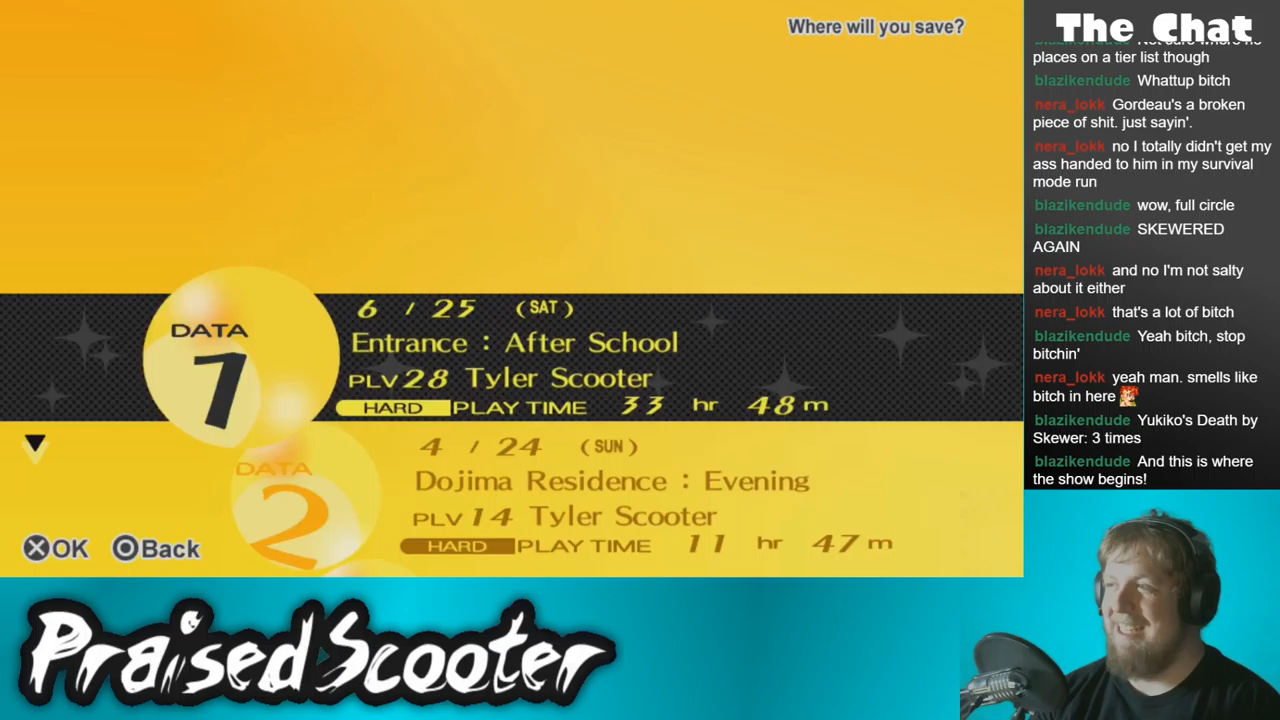 Where will you save?
DATA
1
6 / 25 (SAT)
Entrance : After School
PLV 28 Tyler Scooter
HARD PLAY TIME 33 hr 48 m
DATA
2
4 / 24 (SUN)
Dojima Residence : Evening
PLV 14 Tyler Scooter
HARD PLAY TIME 11 hr 47 m
OK Back
PraisedScooter
The Chat
places on a tier list though
blazikendude Whattup bitch
nera_lokk Gordeau's a broken
piece of shit. just sayin'.
nera_lokk no I totally didn't get my
ass handed to him in my survival
mode run
blazikendude wow, full circle
blazikendude SKEWERED
AGAIN
nera_lokk and no I'm not salty
about it either
nera_lokk that's a lot of bitch
blazikendude Yeah bitch, stop
bitchin'
nera_lokk yeah man. smells like
bitch in here
blazikendude Yukiko's Death by
Skewer: 3 times
blazikendude And this is where
the show begins!